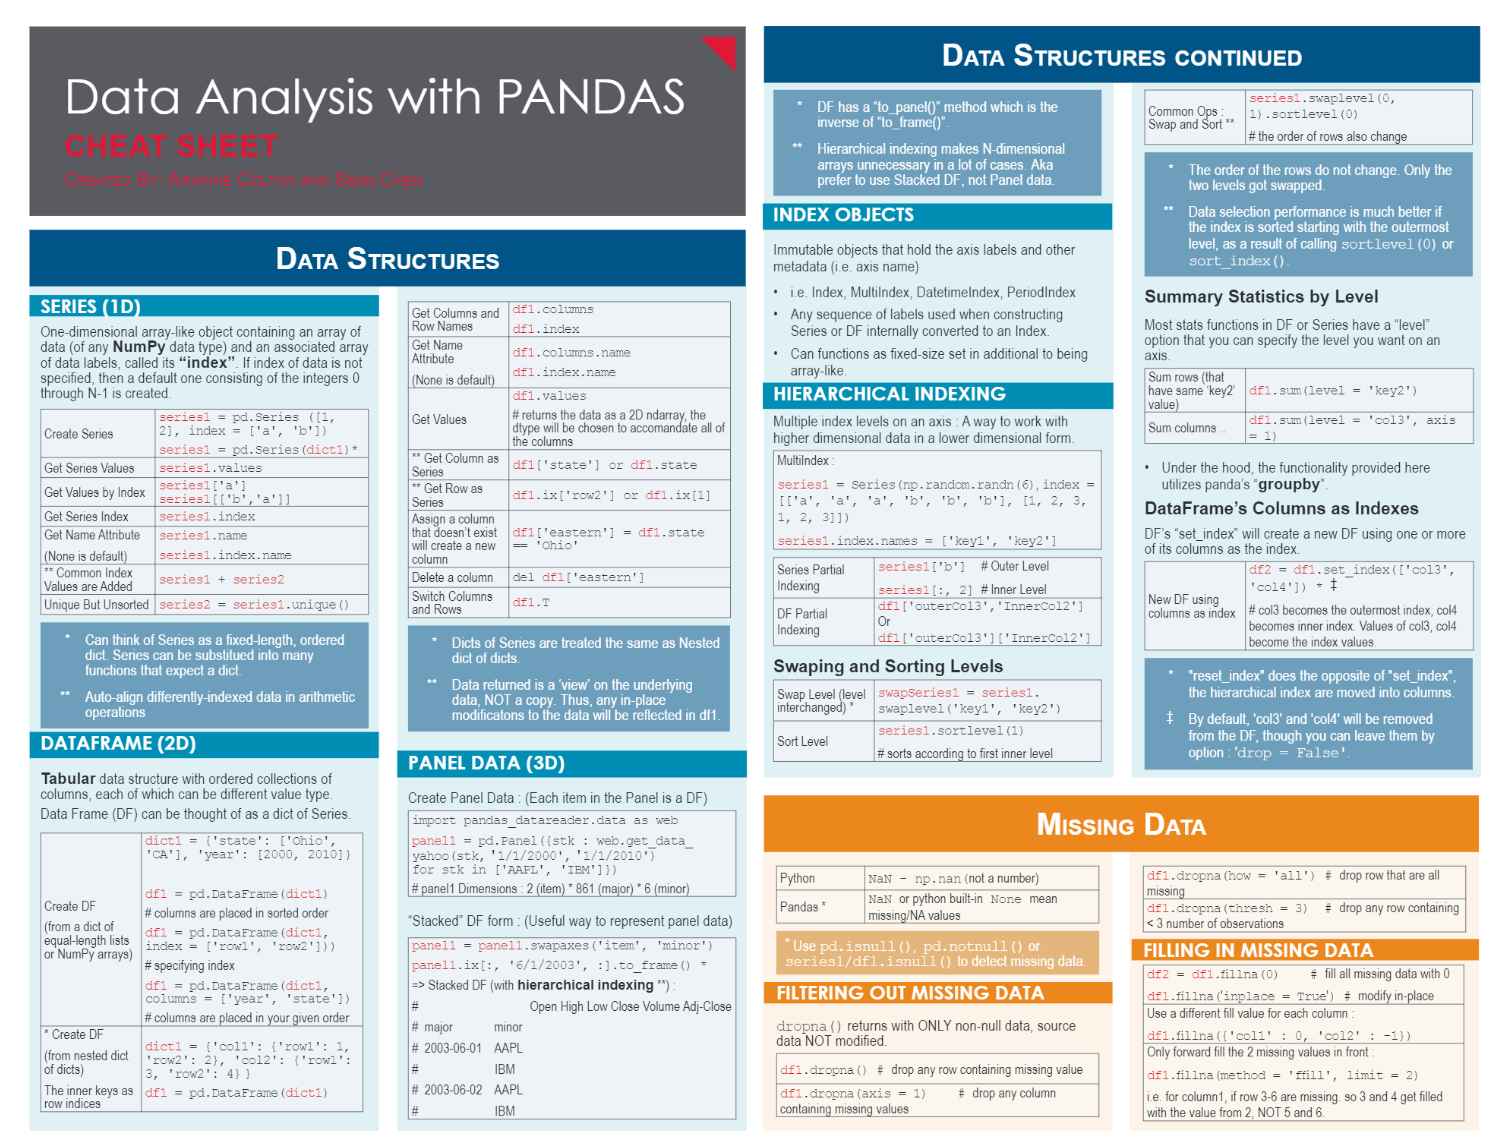 Data Analysis with PANDAS
CHEAT SHEET
CREATED BY: ARIANNE COLTON AND SEAN CHEN
DATA STRUCTURES
SERIES (1D)
One-dimensional array-like object containing an array of
data (of any NumPy data type) and an associated array
of data labels, called its “index”. If index of data is not
specified, then a default one consisting of the integers 0
through N-1 is created.
Create Series
series1 = pd.Series ([1,
2], index = ['a', 'b'])
series1 = pd.Series(dict1)*
Get Series Values series1.values
Get Values by Index
series1['a']
series1[['b','a']]
Get Series Index series1.index
Get Name Attribute
(None is default)
series1.name
series1.index.name
** Common Index
Values are Added
series1 + series2
Unique But Unsorted series2 = series1.unique()
* Can think of Series as a fixed-length, ordered
dict. Series can be substitued into many
functions that expect a dict.
** Auto-align differently-indexed data in arithmetic
operations
DATAFRAME (2D)
Tabular data structure with ordered collections of
columns, each of which can be different value type.
Data Frame (DF) can be thought of as a dict of Series.
Create DF
(from a dict of
equal-length lists
or NumPy arrays)
dict1 = {'state': ['Ohio',
'CA'], 'year': [2000, 2010]}
df1 = pd.DataFrame(dict1)
# columns are placed in sorted order
df1 = pd.DataFrame(dict1,
index = ['row1', 'row2']))
# specifying index
df1 = pd.DataFrame(dict1,
columns = ['year', 'state'])
# columns are placed in your given order
* Create DF
(from nested dict
of dicts)
The inner keys as
row indices
dict1 = {'col1': {'row1': 1,
'row2': 2}, 'col2': {'row1':
3, 'row2': 4} }
df1 = pd.DataFrame(dict1)
Get Columns and
Row Names
df1.columns
df1.index
Get Name
Attribute
(None is default)
df1.columns.name
df1.index.name
Get Values
df1.values
# returns the data as a 2D ndarray, the
dtype will be chosen to accomandate all of
the columns
** Get Column as
Series
df1['state'] or df1.state
** Get Row as
Series
df1.ix['row2'] or df1.ix[1]
Assign a column
that doesn't exist
will create a new
column
df1['eastern'] = df1.state
== 'Ohio'
Delete a column del df1['eastern']
Switch Columns
and Rows
df1.T
* Dicts of Series are treated the same as Nested
dict of dicts.
** Data returned is a ‘view’ on the underlying
data, NOT a copy. Thus, any in-place
modificatons to the data will be reflected in df1.
PANEL DATA (3D)
Create Panel Data : (Each item in the Panel is a DF)
import pandas_datareader.data as web
panel1 = pd.Panel({stk : web.get_data_
yahoo(stk, '1/1/2000', '1/1/2010')
for stk in ['AAPL', 'IBM']})
# panel1 Dimensions : 2 (item) * 861 (major) * 6 (minor)
“Stacked” DF form : (Useful way to represent panel data)
panel1 = panel1.swapaxes('item', 'minor')
panel1.ix[:, '6/1/2003', :].to_frame() *
=> Stacked DF (with hierarchical indexing **) :
# Open High Low Close Volume Adj-Close
# major minor
# 2003-06-01 AAPL
# IBM
# 2003-06-02 AAPL
# IBM
DATA STRUCTURES CONTINUED
* DF has a “to_panel()” method which is the
inverse of “to_frame()”.
** Hierarchical indexing makes N-dimensional
arrays unnecessary in a lot of cases. Aka
prefer to use Stacked DF, not Panel data.
INDEX OBJECTS
Immutable objects that hold the axis labels and other
metadata (i.e. axis name)
• i.e. Index, MultiIndex, DatetimeIndex, PeriodIndex
• Any sequence of labels used when constructing
Series or DF internally converted to an Index.
• Can functions as fixed-size set in additional to being
array-like.
HIERARCHICAL INDEXING
Multiple index levels on an axis : A way to work with
higher dimensional data in a lower dimensional form.
MultiIndex :
series1 = Series(np.random.randn(6), index =
[['a', 'a', 'a', 'b', 'b', 'b'], [1, 2, 3,
1, 2, 3]])
series1.index.names = ['key1', 'key2']
Series Partial
Indexing
series1['b'] # Outer Level
series1[:, 2] # Inner Level
DF Partial
Indexing
df1['outerCol3','InnerCol2']
Or
df1['outerCol3']['InnerCol2']
Swaping and Sorting Levels
Swap Level (level
interchanged) *
swapSeries1 = series1.
swaplevel('key1', 'key2')
Sort Level
series1.sortlevel(1)
# sorts according to first inner level
Common Ops :
Swap and Sort **
series1.swaplevel(0,
1).sortlevel(0)
# the order of rows also change
* The order of the rows do not change. Only the
two levels got swapped.
** Data selection performance is much better if
the index is sorted starting with the outermost
level, as a result of calling sortlevel(0) or
sort_index().
Summary Statistics by Level
Most stats functions in DF or Series have a “level”
option that you can specify the level you want on an
axis.
Sum rows (that
have same ‘key2’
value)
df1.sum(level = 'key2')
Sum columns ..
df1.sum(level = 'col3', axis
= 1)
• Under the hood, the functionality provided here
utilizes panda's “groupby”.
DataFrame's Columns as Indexes
DF's “set_index” will create a new DF using one or more
of its columns as the index.
New DF using
columns as index
df2 = df1.set_index(['col3',
'col4']) * ‡
# col3 becomes the outermost index, col4
becomes inner index. Values of col3, col4
become the index values.
* "reset_index" does the opposite of "set_index",
the hierarchical index are moved into columns.
‡ By default, 'col3' and 'col4' will be removed
from the DF, though you can leave them by
option : 'drop = False'.
MISSING DATA
Python NaN - np.nan (not a number)
Pandas *
NaN or python built-in None mean
missing/NA values
* Use pd.isnull(), pd.notnull() or
series1/df1.isnull() to detect missing data.
FILTERING OUT MISSING DATA
dropna() returns with ONLY non-null data, source
data NOT modified.
df1.dropna() # drop any row containing missing value
df1.dropna(axis = 1) # drop any column
containing missing values
df1.dropna(how = 'all') # drop row that are all
missing
df1.dropna(thresh = 3) # drop any row containing
< 3 number of observations
FILLING IN MISSING DATA
df2 = df1.fillna(0) # fill all missing data with 0
df1.fillna('inplace = True') # modify in-place
Use a different fill value for each column :
df1.fillna({'col1' : 0, 'col2' : -1})
Only forward fill the 2 missing values in front :
df1.fillna(method = 'ffill', limit = 2)
i.e. for column1, if row 3-6 are missing. so 3 and 4 get filled
with the value from 2, NOT 5 and 6.